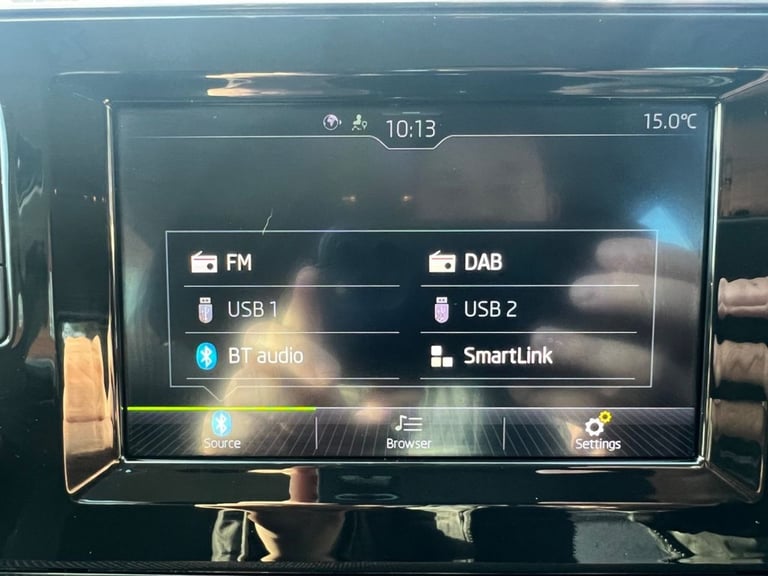 10:13
15.0°C
FM
DAB
USB 1
USB 2
BT audio
SmartLink
Source
Browser
Settings